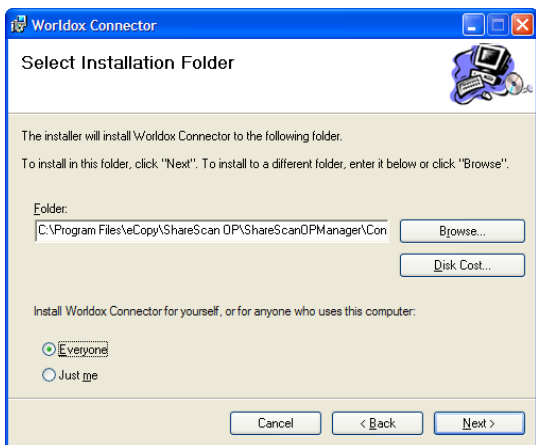 Worldox Connector
Select Installation Folder
The installer will install Worldox Connector to the following folder.
To install in this folder, click "Next". To install to a different folder, enter it below or click "Browse".
Folder:
C:\Program Files\eCopy\ShareScan OP\ShareScanOPManager\Con
Browse...
Disk Cost...
Install Worldox Connector for yourself, or for anyone who uses this computer:
Everyone
Just me
Cancel < Back Next >